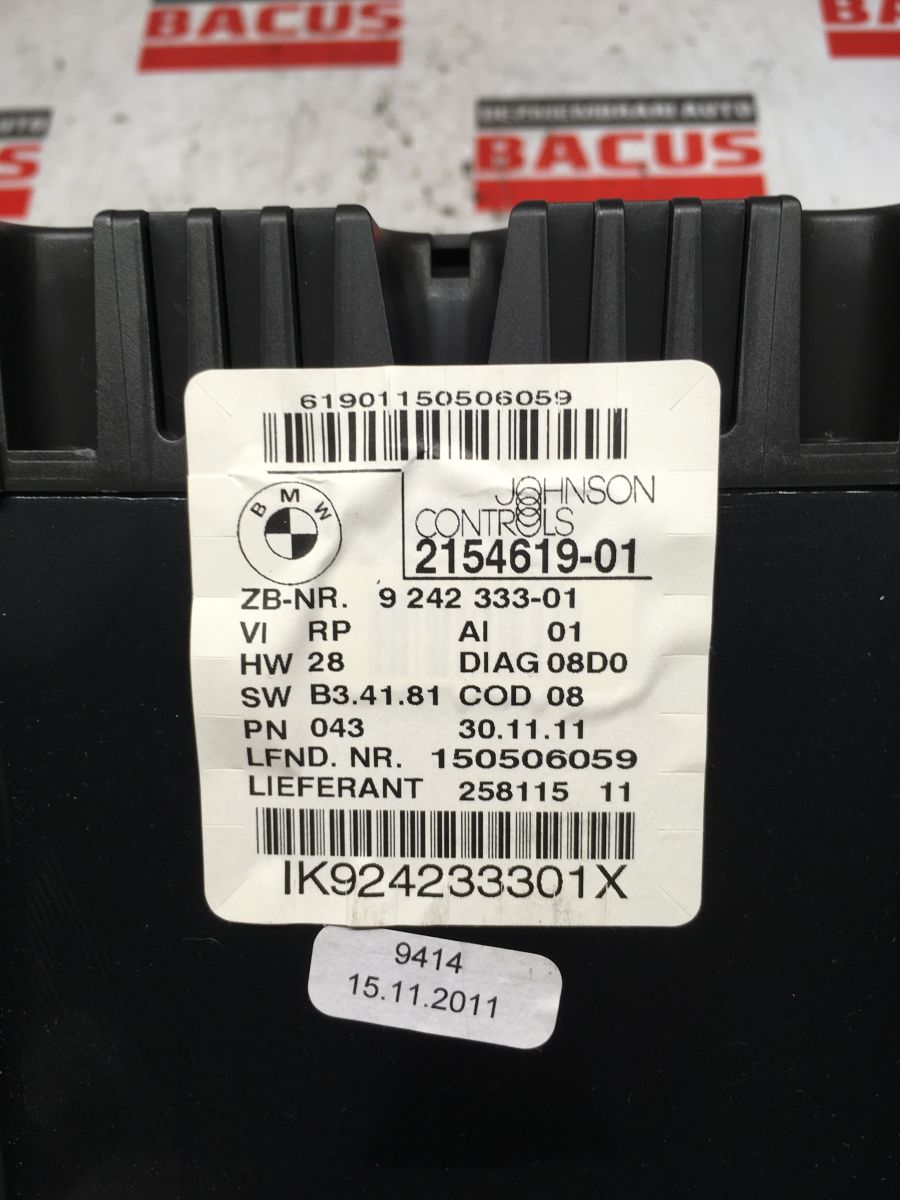 BACUS
DEZMEMBRARI AUTO
BACUS
61901150506059
BMW
JOHNSON
CONTROLS
2154619-01
ZB-NR. 9 242 333-01
VI RP AI 01
HW 28 DIAG 08D0
SW B3.41.81 COD 08
PN 043 30.11.11
LFND. NR. 150506059
LIEFERANT 258115 11
IK924233301X
9414
15.11.2011